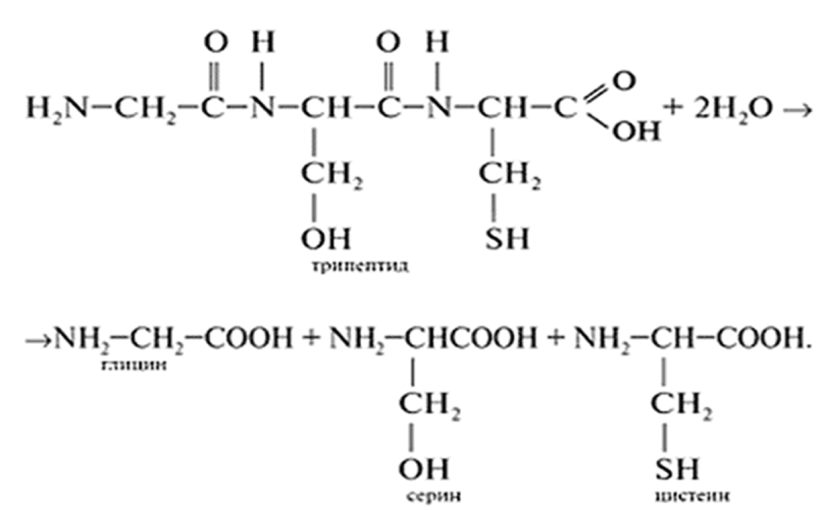 O H O H
H₂N–CH₂–C–N–CH–C–N–CH–C O + 2H₂O →
OH
CH₂ CH₂
OH SH
трипептид
→NH₂–CH₂–COOH + NH₂–CHCOOH + NH₂–CH–COOH.
глицин
CH₂ CH₂
OH SH
серин цистеин